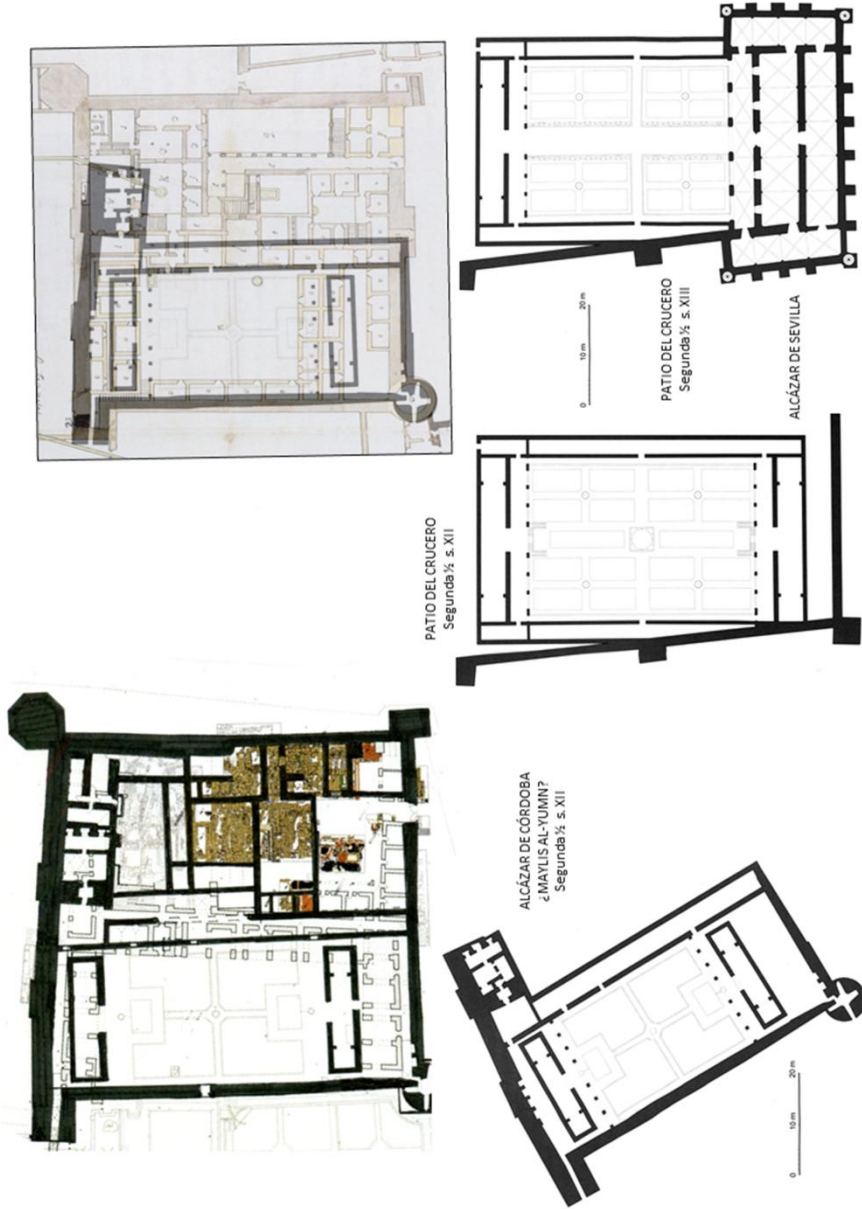 PATIO DEL CRUCERO
Segunda ½ s. XII
PATIO DEL CRUCERO
Segunda ½ s. XIII
ALCÁZAR DE SEVILLA
0 10 m 20 m
ALCÁZAR DE CÓRDOBA
¿MAYLIS AL-YUMN?
Segunda ½ s. XII
0 10 m 20 m